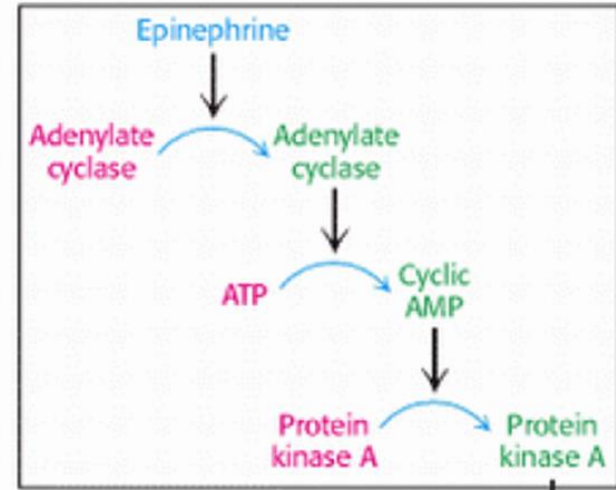 Epinephrine
Adenylate
cyclase
Adenylate
cyclase
ATP
Cyclic
AMP
Protein
kinase A
Protein
kinase A